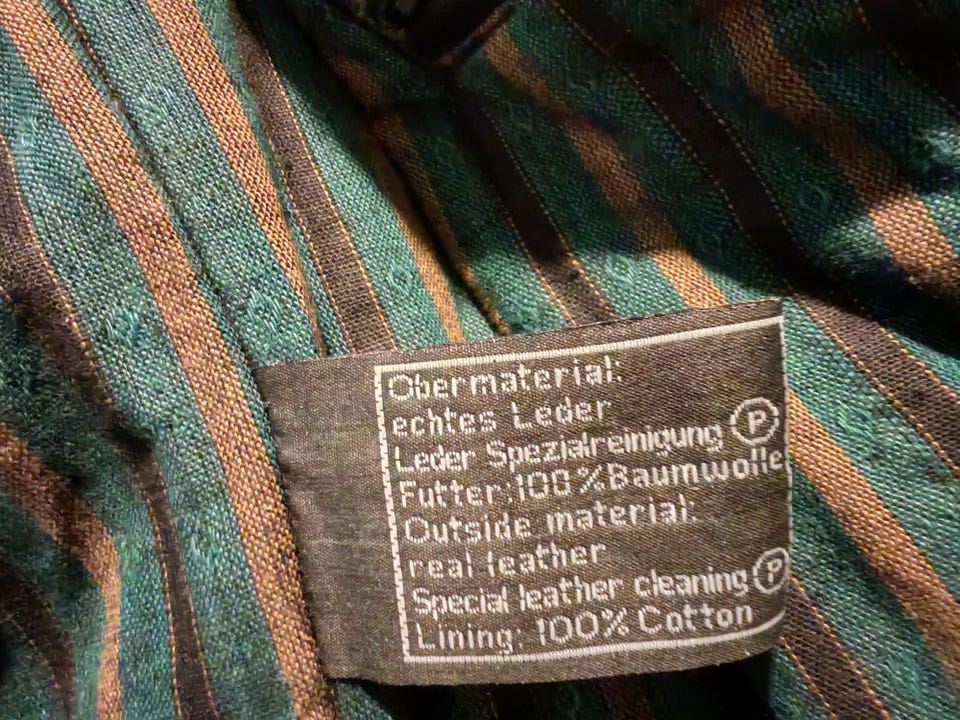 Obermaterial:
echtes Leder
Leder Spezialreinigung Ⓟ
Futter: 100% Baumwolle
Outside material:
real leather
Special leather cleaning Ⓟ
Lining: 100% Cotton